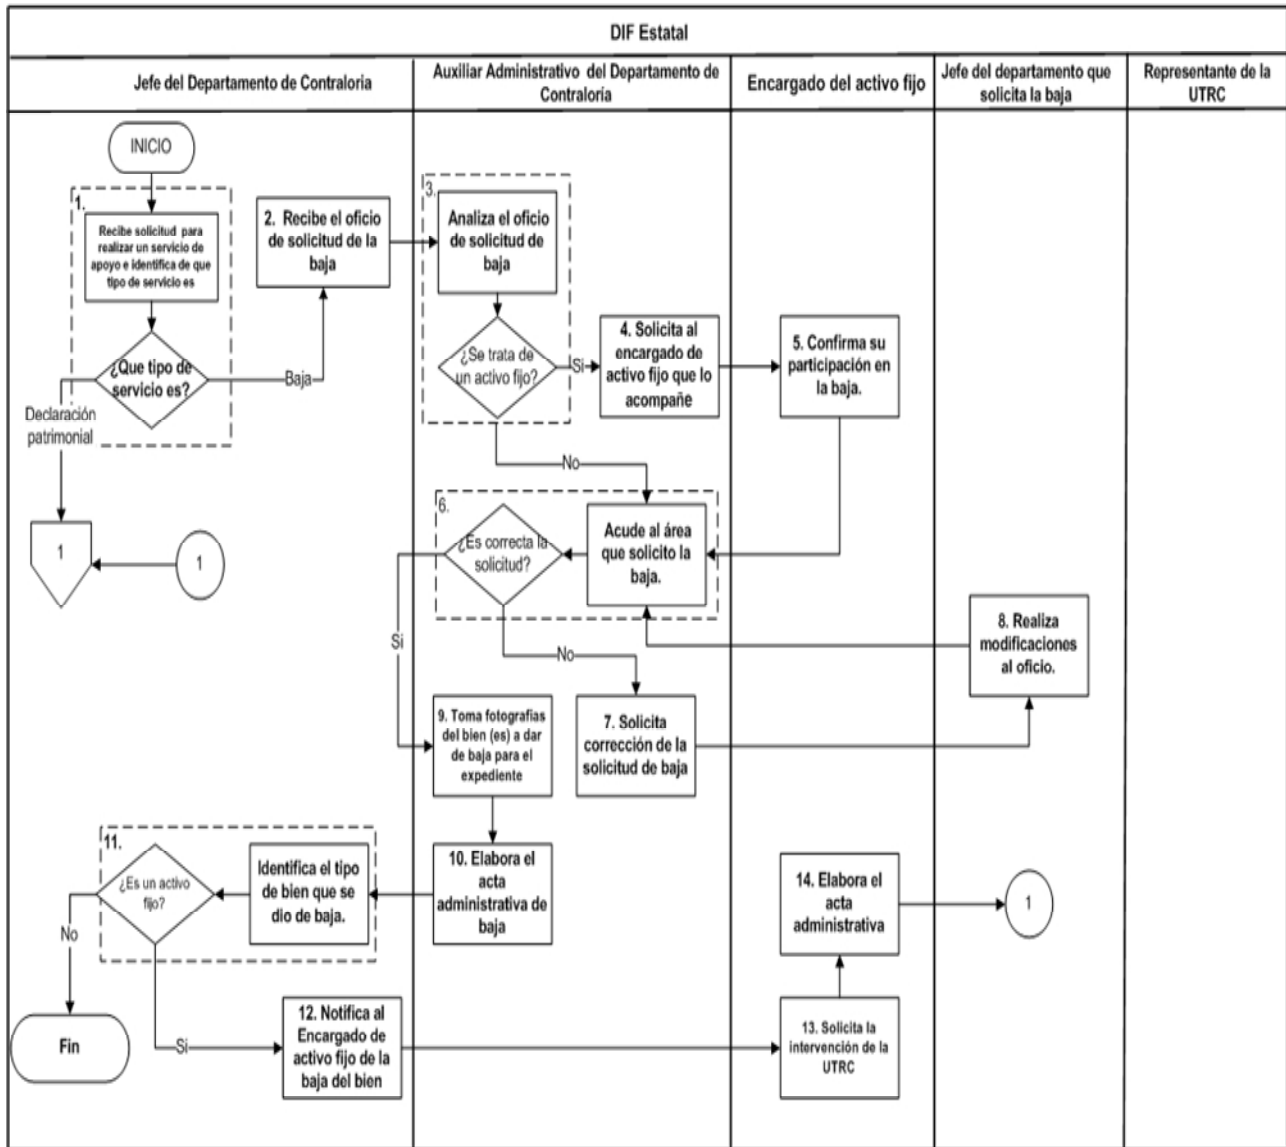 DIF Estatal
Jefe del Departamento de Contraloria
Auxiliar Administrativo del Departamento de
Contraloría
Encargado del activo fijo
Jefe del departamento que
solicita la baja
Representante de la
UTRC
INICIO
1.
Recibe solicitud para
realizar un servicio de
apoyo e identifica de que
tipo de servicio es
¿Que tipo de
servicio es?
Declaración
patrimonial
Baja
2. Recibe el oficio
de solicitud de la
baja
3.
Analiza el oficio
de solicitud de
baja
¿Se trata de
un activo fijo?
Si
No
4. Solicita al
encargado de
activo fijo que lo
acompañe
5. Confirma su
participación en
la baja.
1
1
6.
¿Es correcta la
solicitud?
Acude al área
que solicito la
baja.
Si
No
7. Solicita
corrección de la
solicitud de baja
8. Realiza
modificaciones
al oficio.
9. Toma fotografias
del bien (es) a dar
de baja para el
expediente
10. Elabora el
acta
administrativa de
baja
11.
¿Es un activo
fijo?
Identifica el tipo
de bien que se
dio de baja.
No
Fin
Si
12. Notifica al
Encargado de
activo fijo de la
baja del bien
13. Solicita la
intervención de la
UTRC
14. Elabora el
acta
administrativa
1